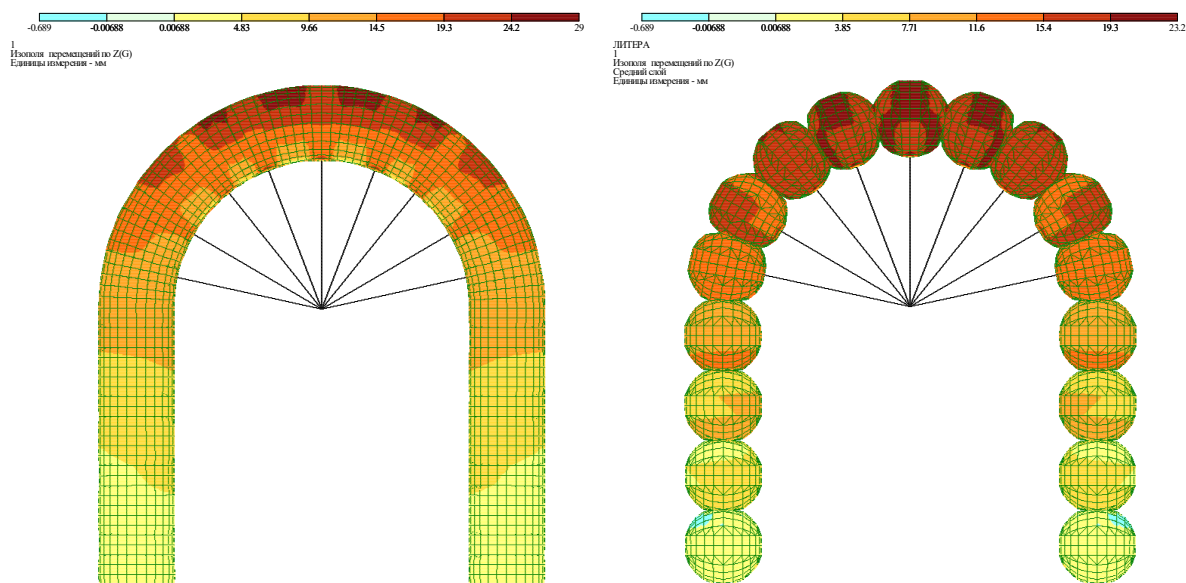 -0.689 -0.00688 0.00688 4.83 9.66 14.5 19.3 24.2 29
1
Изополя перемещений по Z(G)
Единицы измерения - мм
-0.689 -0.00688 0.00688 3.85 7.71 11.6 15.4 19.3 23.2
ЛИТЕРА
1
Изополя перемещений по Z(G)
Средний слой
Единицы измерения - мм